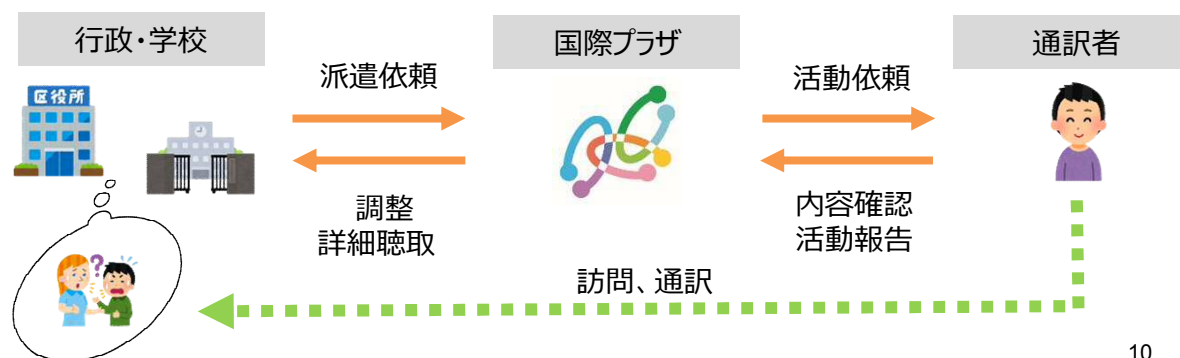 行政・学校
国際プラザ
通訳者
区役所
派遣依頼
活動依頼
調整
詳細聴取
内容確認
活動報告
訪問、通訳
?
10